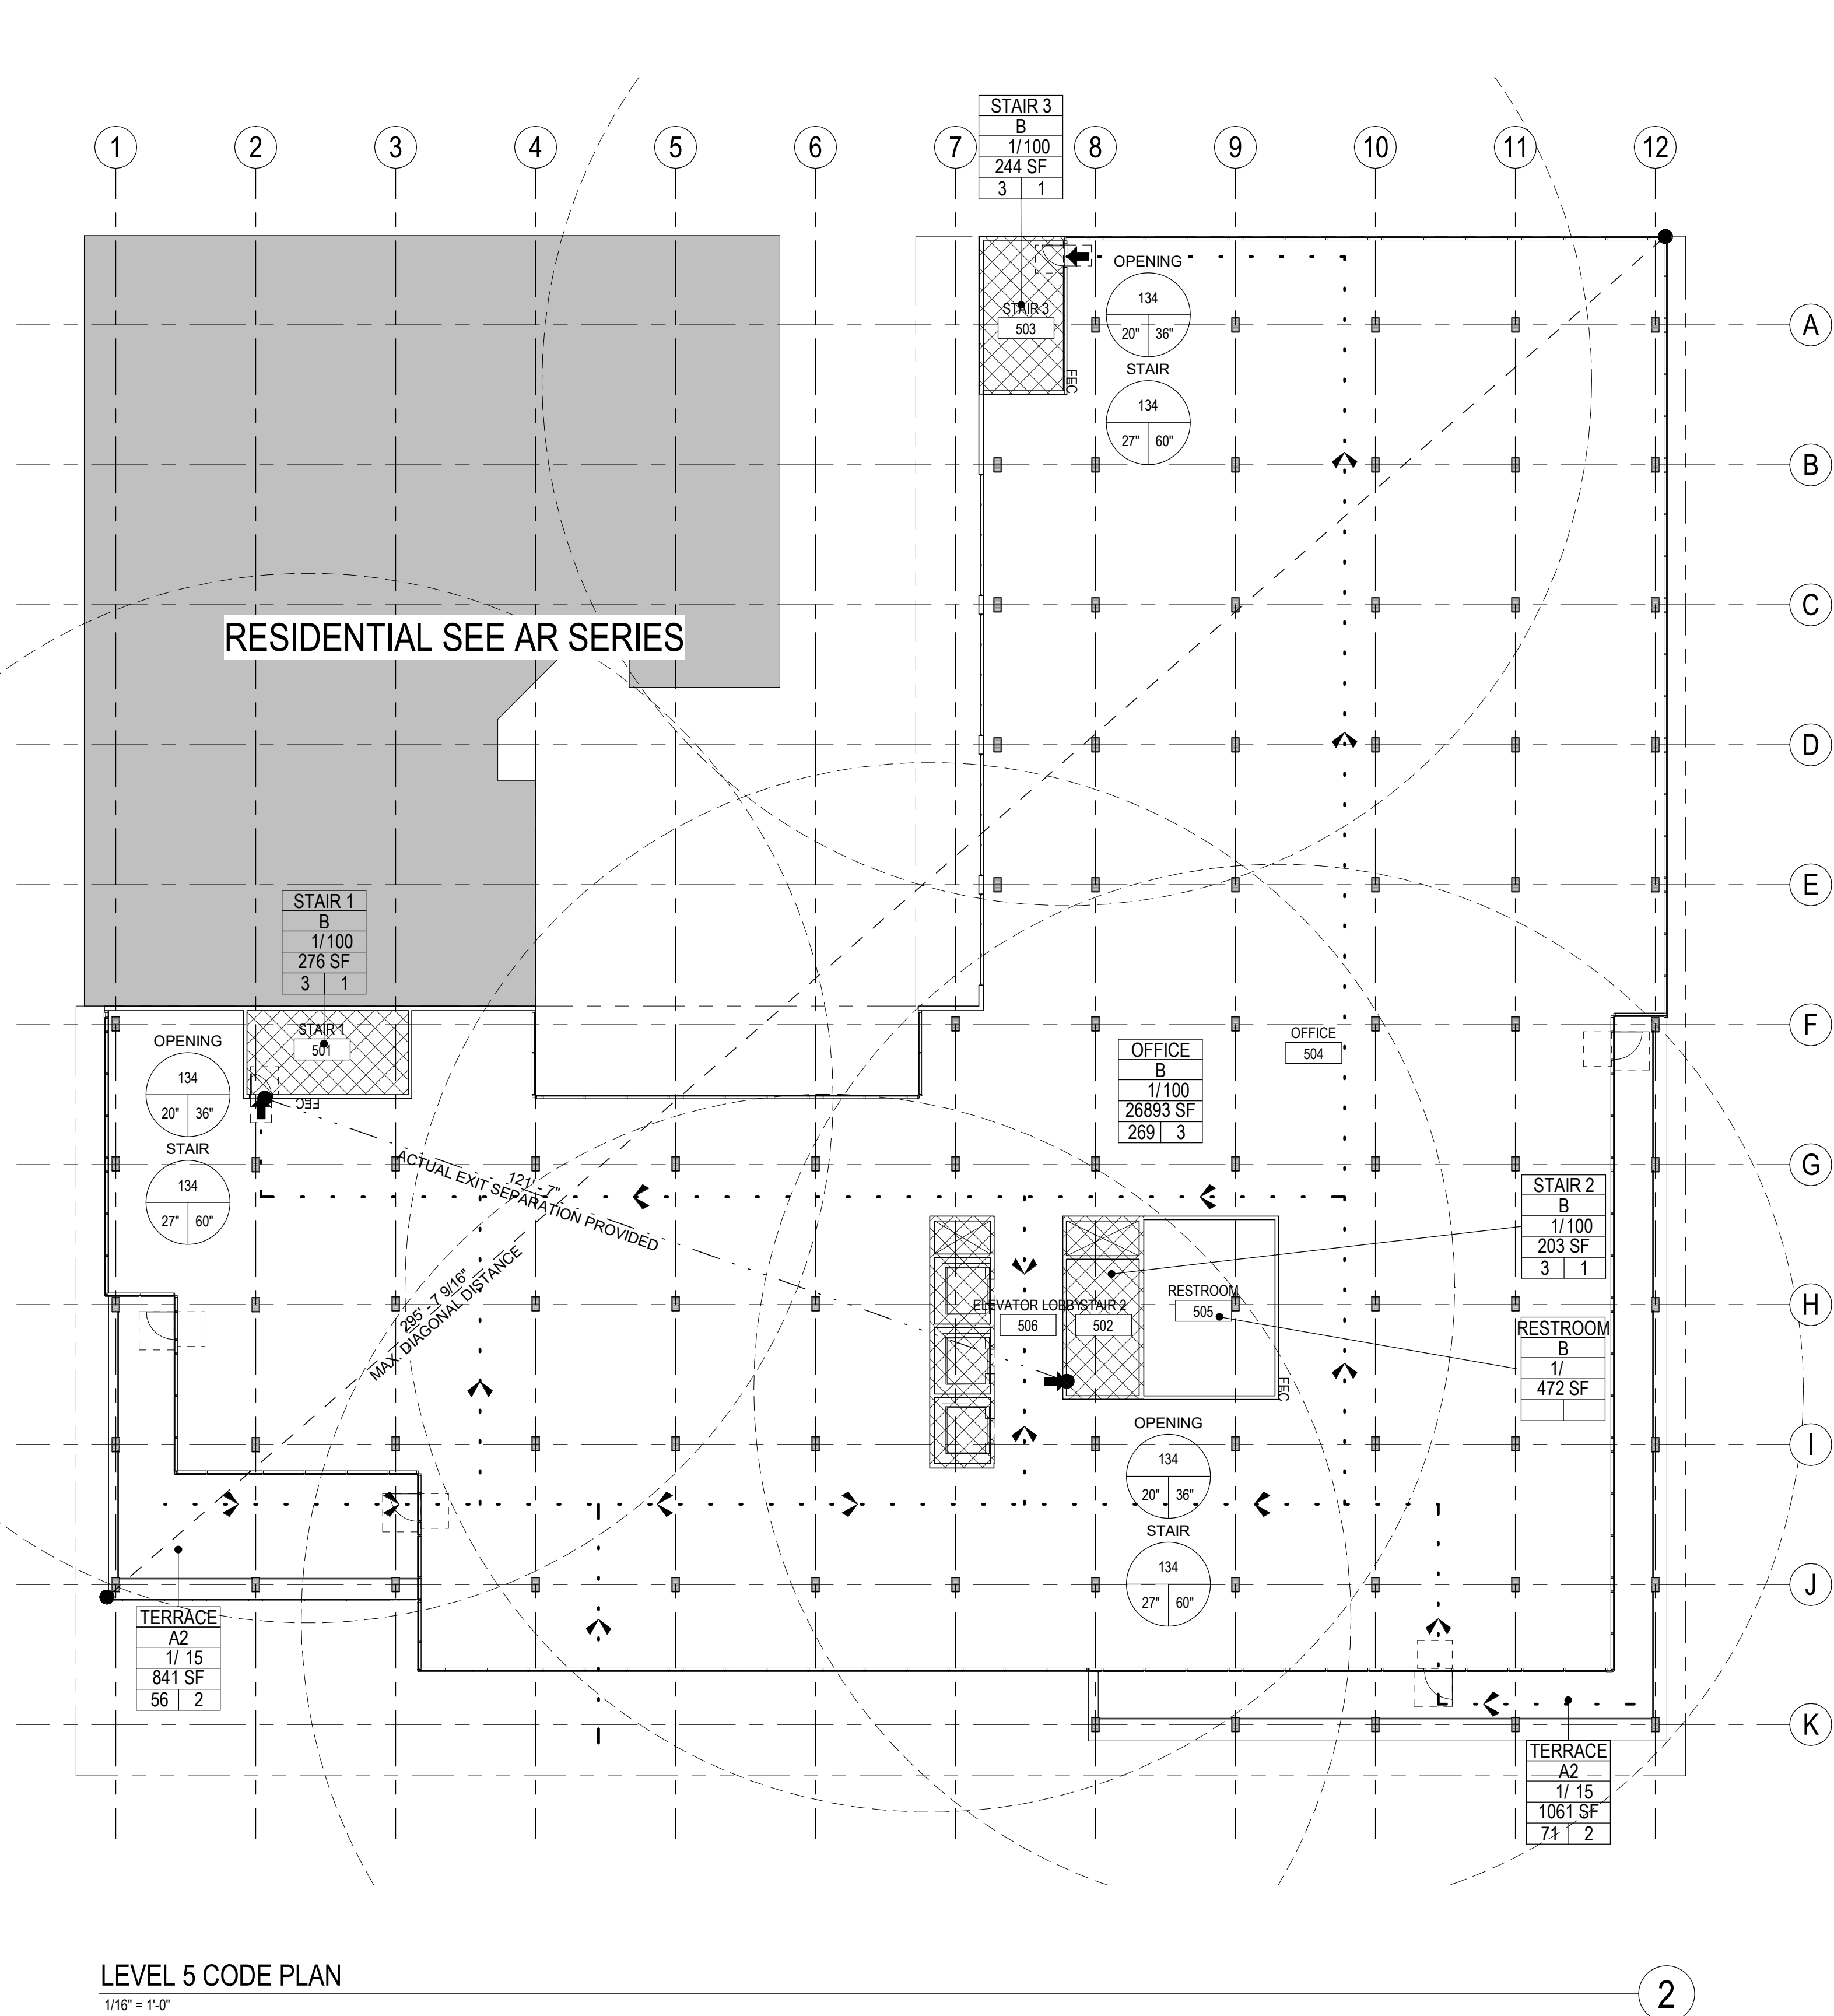 STAIR 3
B
1/100
244 SF
3 1
1 2 3 4 5 6 7 8 9 10 11 12
OPENING
134
20" 36"
STAIR
134
27" 60"
STAIR 3
503
FEC
A
B
C
RESIDENTIAL SEE AR SERIES
D
E
STAIR 1
B
1/100
276 SF
3 1
F
STAIR 1
501
FEC
OPENING
134
20" 36"
STAIR
134
27" 60"
OFFICE
504
OFFICE
B
1/100
26893 SF
269 3
G
121' - 7"
ACTUAL EXIT SEPARATION PROVIDED
295' - 7 9/16"
MAX. DIAGONAL DISTANCE
STAIR 2
B
1/100
203 SF
3 1
H
ELEVATOR LOBBY
506
STAIR 2
502
RESTROOM
505
FEC
RESTROOM
B
1/
472 SF
I
OPENING
134
20" 36"
STAIR
134
27" 60"
J
TERRACE
A2
1/ 15
841 SF
56 2
K
TERRACE
A2
1/ 15
1061 SF
71 2
LEVEL 5 CODE PLAN
1/16" = 1'-0"
2